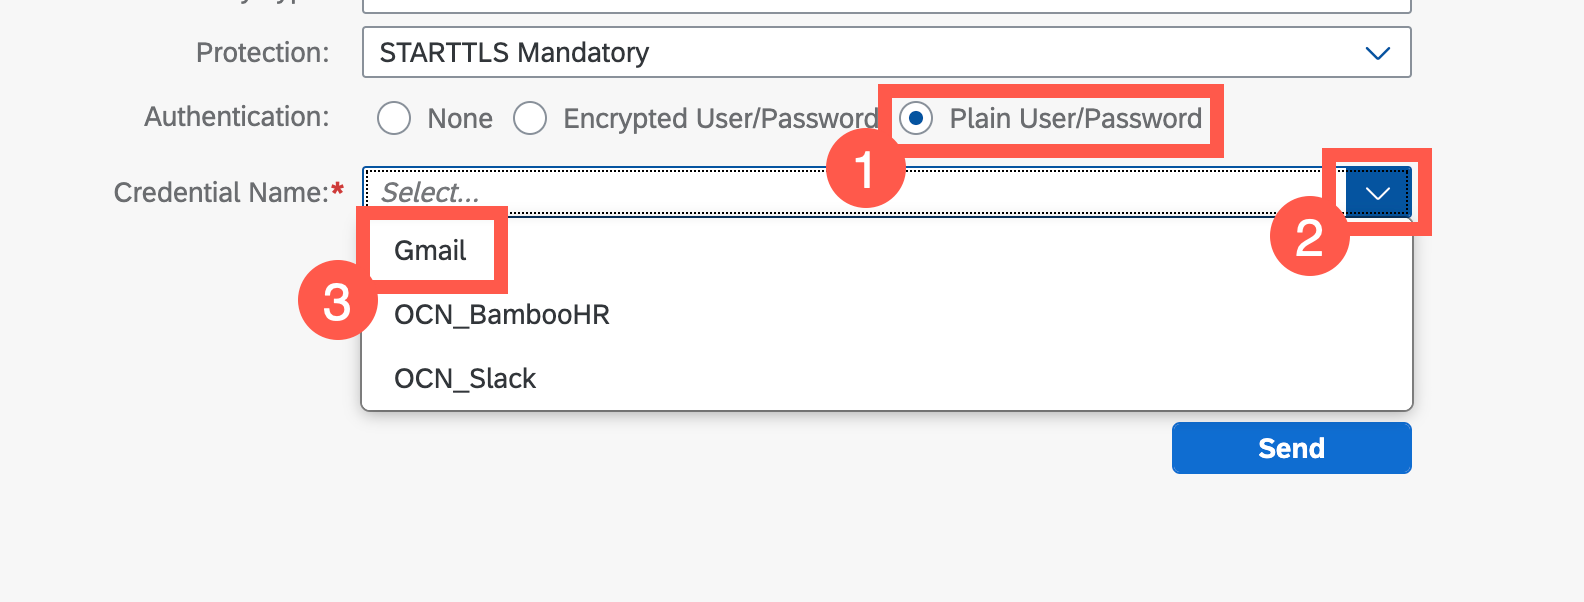 Protection: STARTTLS Mandatory
Authentication: None Encrypted User/Password Plain User/Password
1
Credential Name:* Select...
2
Gmail
3
OCN_BambooHR
OCN_Slack
Send